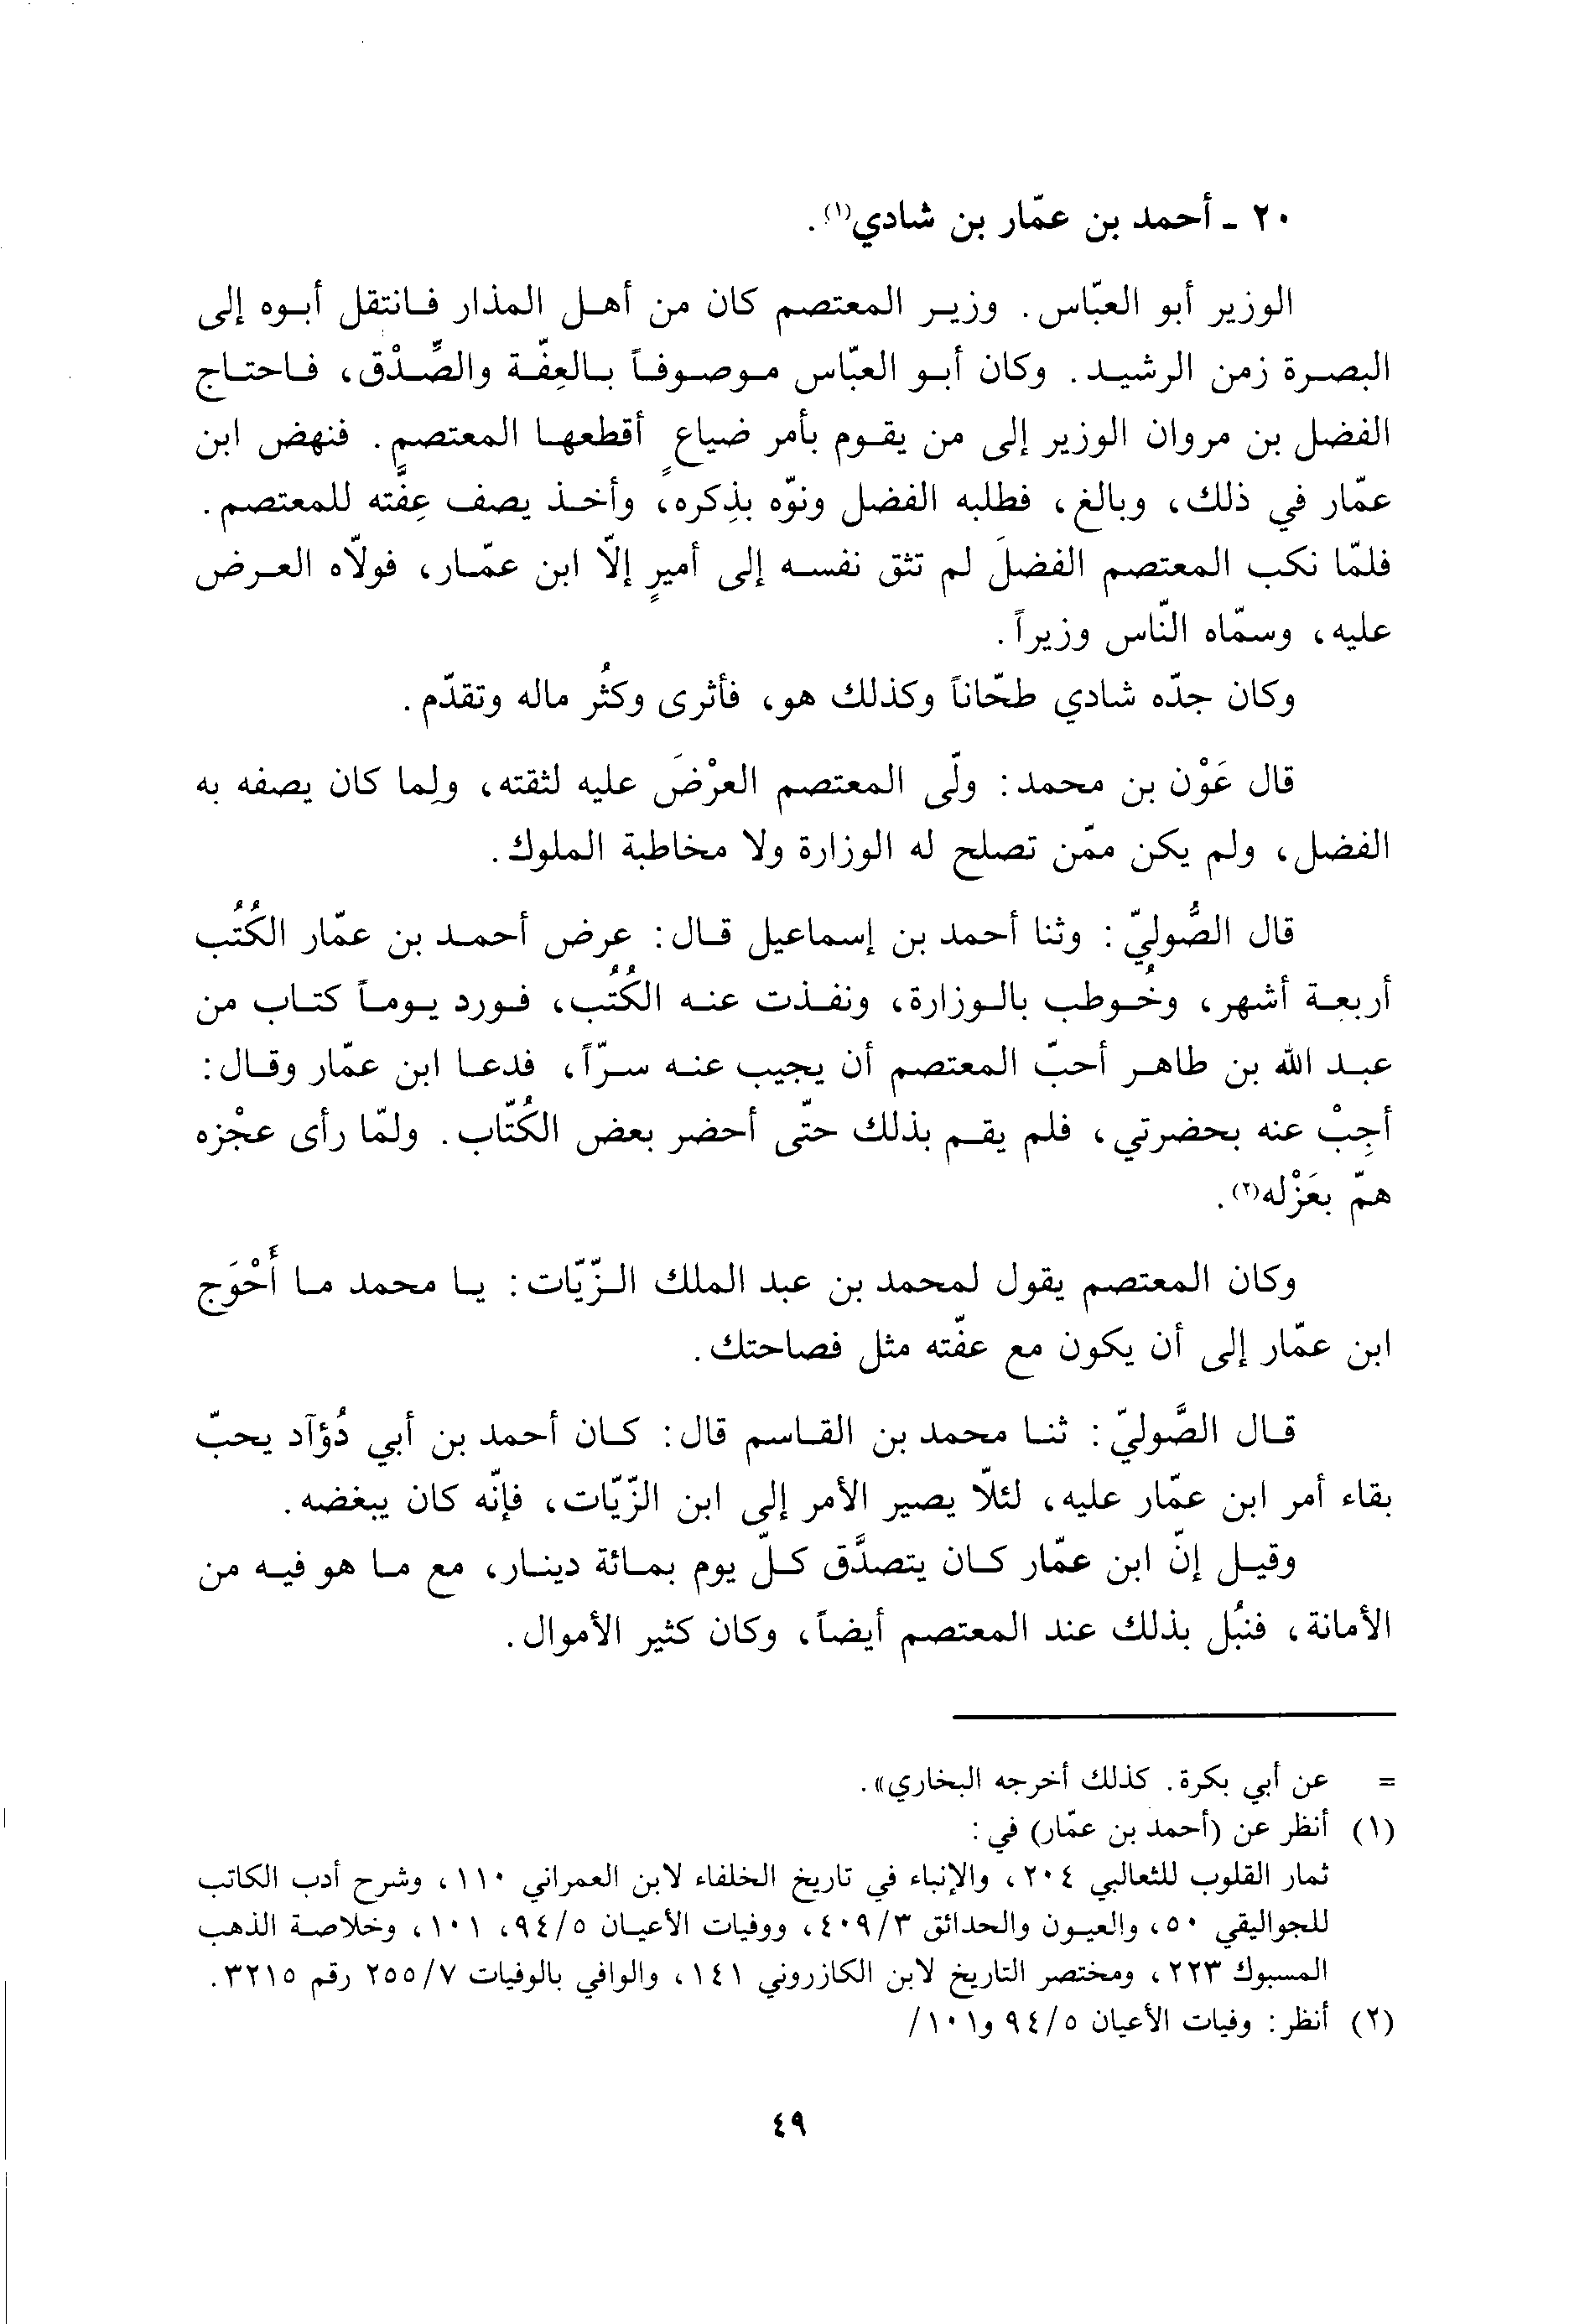 ٢٠ - أحمد بن عمّار بن شادي(١).
الوزير أبو العبّاس. وزير المعتصم كان من أهل المذار فانتقل أبوه إلى
البصرة زمن الرشيد. وكان أبو العبّاس موصوفاً بالعِفّة والصِّدْق، فاحتاج
الفضل بن مروان الوزير إلى من يقوم بأمر ضياعٍ أقطعها المعتصم. فنهض ابن
عمّار في ذلك، وبالغ، فطلبه الفضل ونوّه بذِكره، وأخذ يصف عِفَّته للمعتصم.
فلمّا نكب المعتصم الفضلَ لم تثق نفسه إلى أميرٍ إلّا ابن عمّار، فولّاه العرض
عليه، وسمّاه النّاس وزيراً.
وكان جدّه شادي طحّاناً وكذلك هو، فأثرى وكثُر ماله وتقدّم.
قال عَوْن بن محمد: ولّى المعتصم العرْضَ عليه لثقته، ولِما كان يصفه به
الفضل، ولم يكن ممّن تصلح له الوزارة ولا مخاطبة الملوك.
قال الصُّوليّ: وثنا أحمد بن إسماعيل قال: عرض أحمد بن عمّار الكُتُب
أربعة أشهر، وخُوطب بالوزارة، ونفذت عنه الكُتُب، فورد يوماً كتاب من
عبد الله بن طاهر أحبّ المعتصم أن يجيب عنه سرّاً، فدعا ابن عمّار وقال:
أجِبْ عنه بحضرتي، فلم يقم بذلك حتّى أحضر بعض الكُتّاب. ولمّا رأى عجْزه
همّ بعَزْله(٢).
وكان المعتصم يقول لمحمد بن عبد الملك الزّيّات: يا محمد ما أَحْوَج
ابن عمّار إلى أن يكون مع عفّته مثل فصاحتك.
قال الصُّوليّ: ثنا محمد بن القاسم قال: كان أحمد بن أبي دُؤآد يحبّ
بقاء أمر ابن عمّار عليه، لئلّا يصير الأمر إلى ابن الزّيّات، فإنّه كان يبغضه.
وقيل إنّ ابن عمّار كان يتصدَّق كلّ يوم بمائة دينار، مع ما هو فيه من
الأمانة، فنبُل بذلك عند المعتصم أيضاً، وكان كثير الأموال.
= عن أبي بكرة. كذلك أخرجه البخاري».
(١) أنظر عن (أحمد بن عمّار) في:
ثمار القلوب للثعالبي ٢٠٤، والإنباء في تاريخ الخلفاء لابن العمراني ١١٠، وشرح أدب الكاتب
للجواليقي ٥٠، والعيون والحدائق ٤٠٩/٣، ووفيات الأعيان ٩٤/٥، ١٠١، وخلاصة الذهب
المسبوك ٢٢٣، ومختصر التاريخ لابن الكازروني ١٤١، والوافي بالوفيات ٢٥٥/٧ رقم ٣٢١٥.
(٢) أنظر: وفيات الأعيان ٩٤/٥ و١٠١/
٤٩